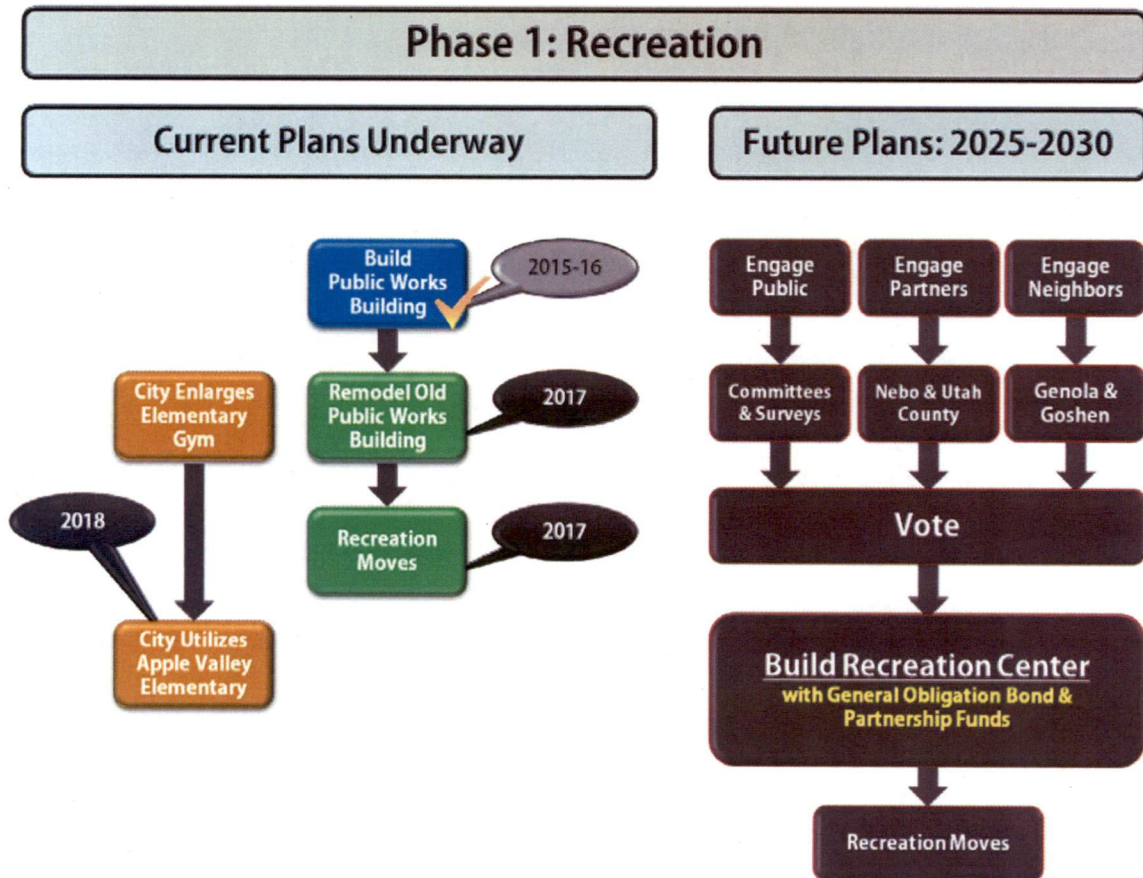 Phase 1: Recreation
Current Plans Underway
Build
Public Works
Building
2015-16
City Enlarges
Elementary
Gym
Remodel Old
Public Works
Building
2017
2018
Recreation
Moves
2017
City Utilizes
Apple Valley
Elementary
Future Plans: 2025-2030
Engage
Public
Engage
Partners
Engage
Neighbors
Committees
& Surveys
Nebo & Utah
County
Genola &
Goshen
Vote
Build Recreation Center
with General Obligation Bond &
Partnership Funds
Recreation Moves